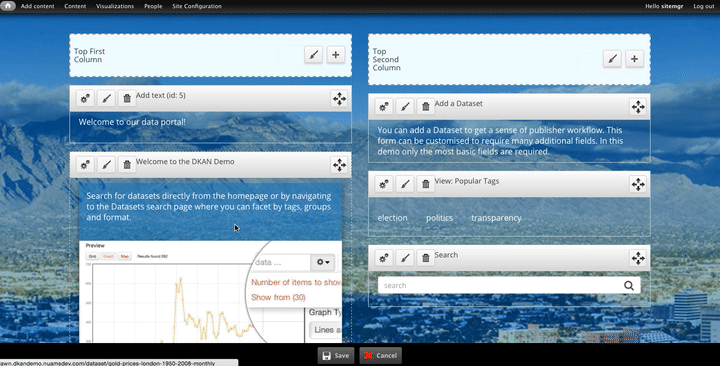 Add content Content Visualizations People Site Configuration Hello sitemgr Log out
Top First
Column
Add text (id: 5)
Welcome to our data portal!
Welcome to the DKAN Demo
Search for datasets directly from the homepage or by navigating
to the Datasets search page where you can facet by tags, groups
and format.
Preview
Grid Graph Map Results found 692
data ...
Number of items to show
Show from (30)
Graph Ty
Lines a
Top
Second
Column
Add a Dataset
You can add a Dataset to get a sense of publisher workflow. This
form can be customised to require many additional fields. In this
demo only the most basic fields are required.
View: Popular Tags
election politics transparency
Search
search
Save Cancel
awn.dkandemo.nuamsdev.com/dataset/gold-prices-london-1950-2008-monthly